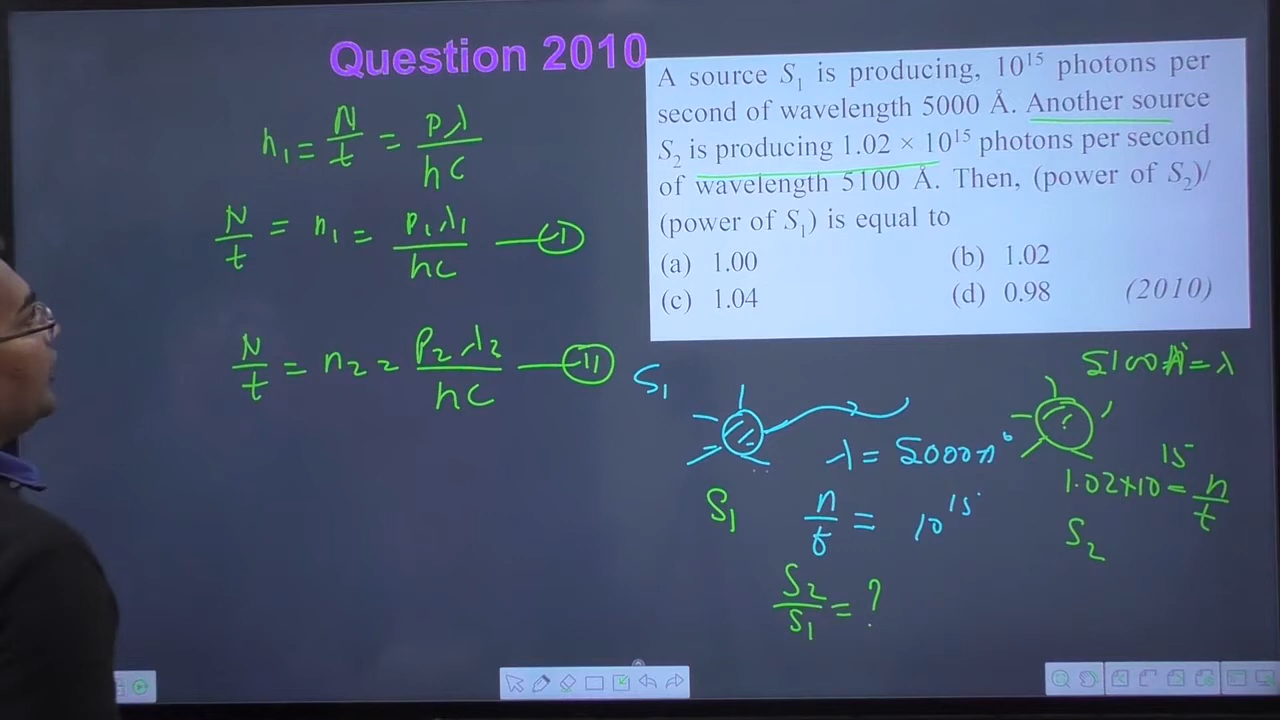 Question 2010
A source S₁ is producing, 10¹⁵ photons per
second of wavelength 5000 Å. Another source
S₂ is producing 1.02 × 10¹⁵ photons per second
of wavelength 5100 Å. Then, (power of S₂)/
(power of S₁) is equal to
(a) 1.00 (b) 1.02
(c) 1.04 (d) 0.98 (2010)
n₁ = N/t = Pλ/hc
N/t = n₁ = P₁λ₁/hc — I
N/t = n₂ = P₂λ₂/hc — II
S₁
λ = 5000 A°
S₁
n/t = 10¹⁵
5100 A° = λ
1.02×10¹⁵ = n/t
S₂
S₂/S₁ = ?